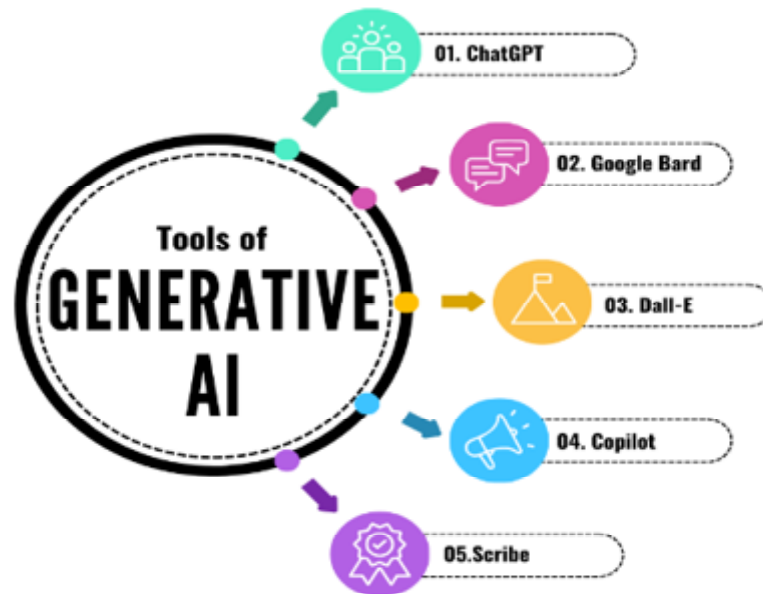 Tools of
GENERATIVE
AI
01. ChatGPT
02. Google Bard
03. Dall-E
04. Copilot
05.Scribe